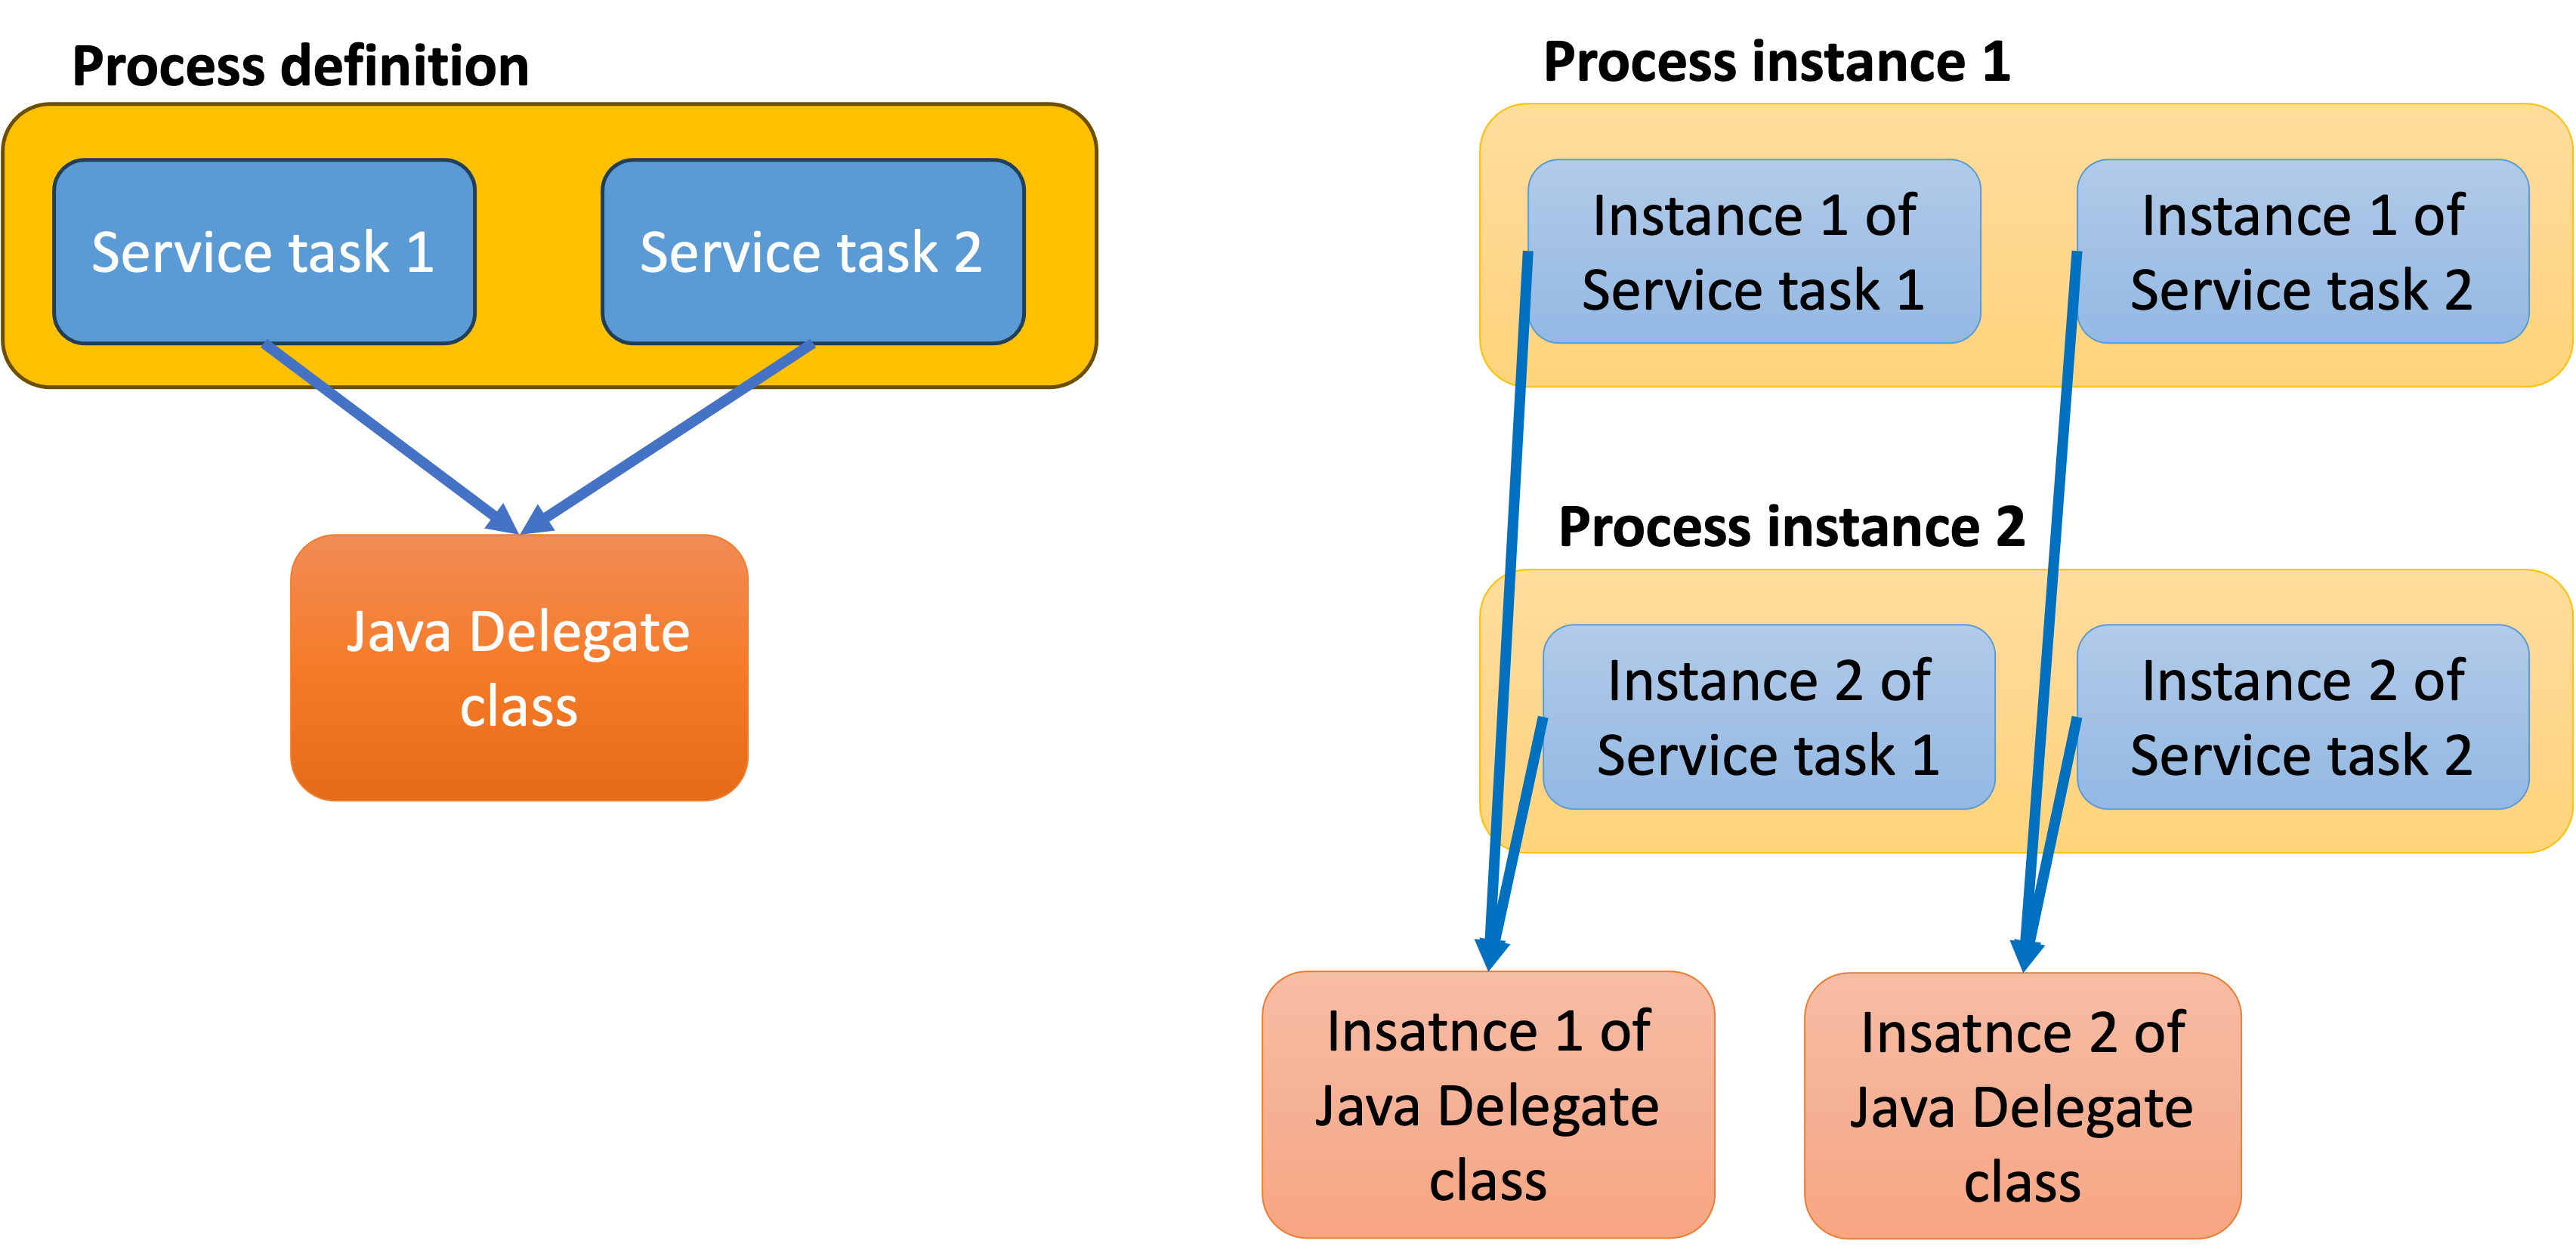 Process definition
Service task 1
Service task 2
Java Delegate
class
Process instance 1
Instance 1 of
Service task 1
Instance 1 of
Service task 2
Process instance 2
Instance 2 of
Service task 1
Instance 2 of
Service task 2
Insatnce 1 of
Java Delegate
class
Insatnce 2 of
Java Delegate
class